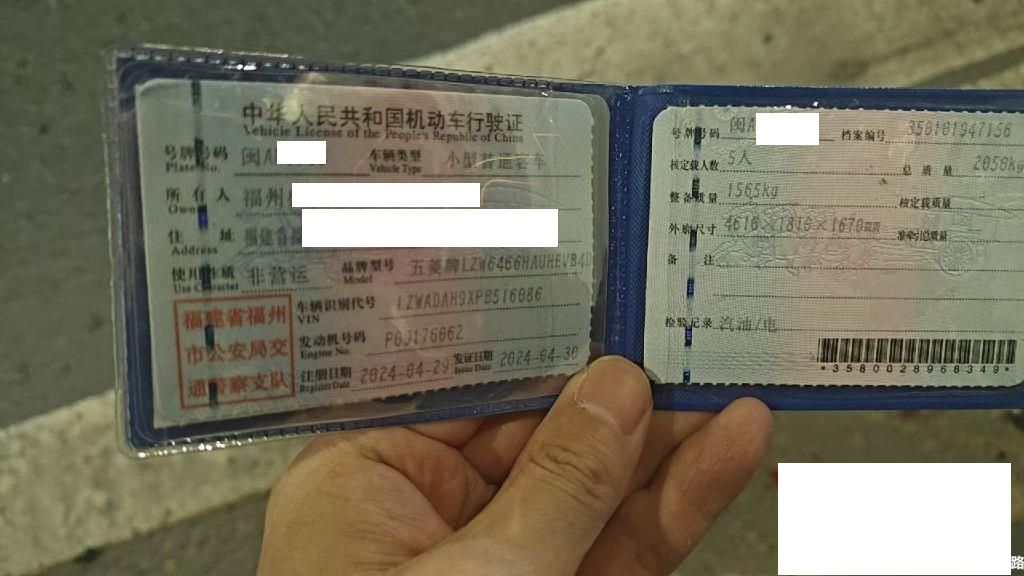 中华人民共和国机动车行驶证
Vehicle License of the People's Republic of China
号牌号码 闽A
Plate No.
车辆类型 小型普通客车
Vehicle Type
所有人 福州
Owner
住址 福建省
Address
使用性质 非营运
Use Character
品牌型号 五菱牌LZW6466HAUHEVB4D
车辆识别代号 LZWADAH9XPB516086
VIN
发动机号码 P0J176062
Engine No.
注册日期 2024-04-29
Register Date
发证日期 2024-04-30
Issue Date
福建省福州
市公安局交
通警察支队
号牌号码 闽A
档案编号 350101947156
核定载人数 5人
总质量 2050kg
整备质量 1565kg
核定载质量
外廓尺寸 4610×1810×1670mm
准牵引总质量
备注
检验记录 汽油/电
*3580028968349*
路